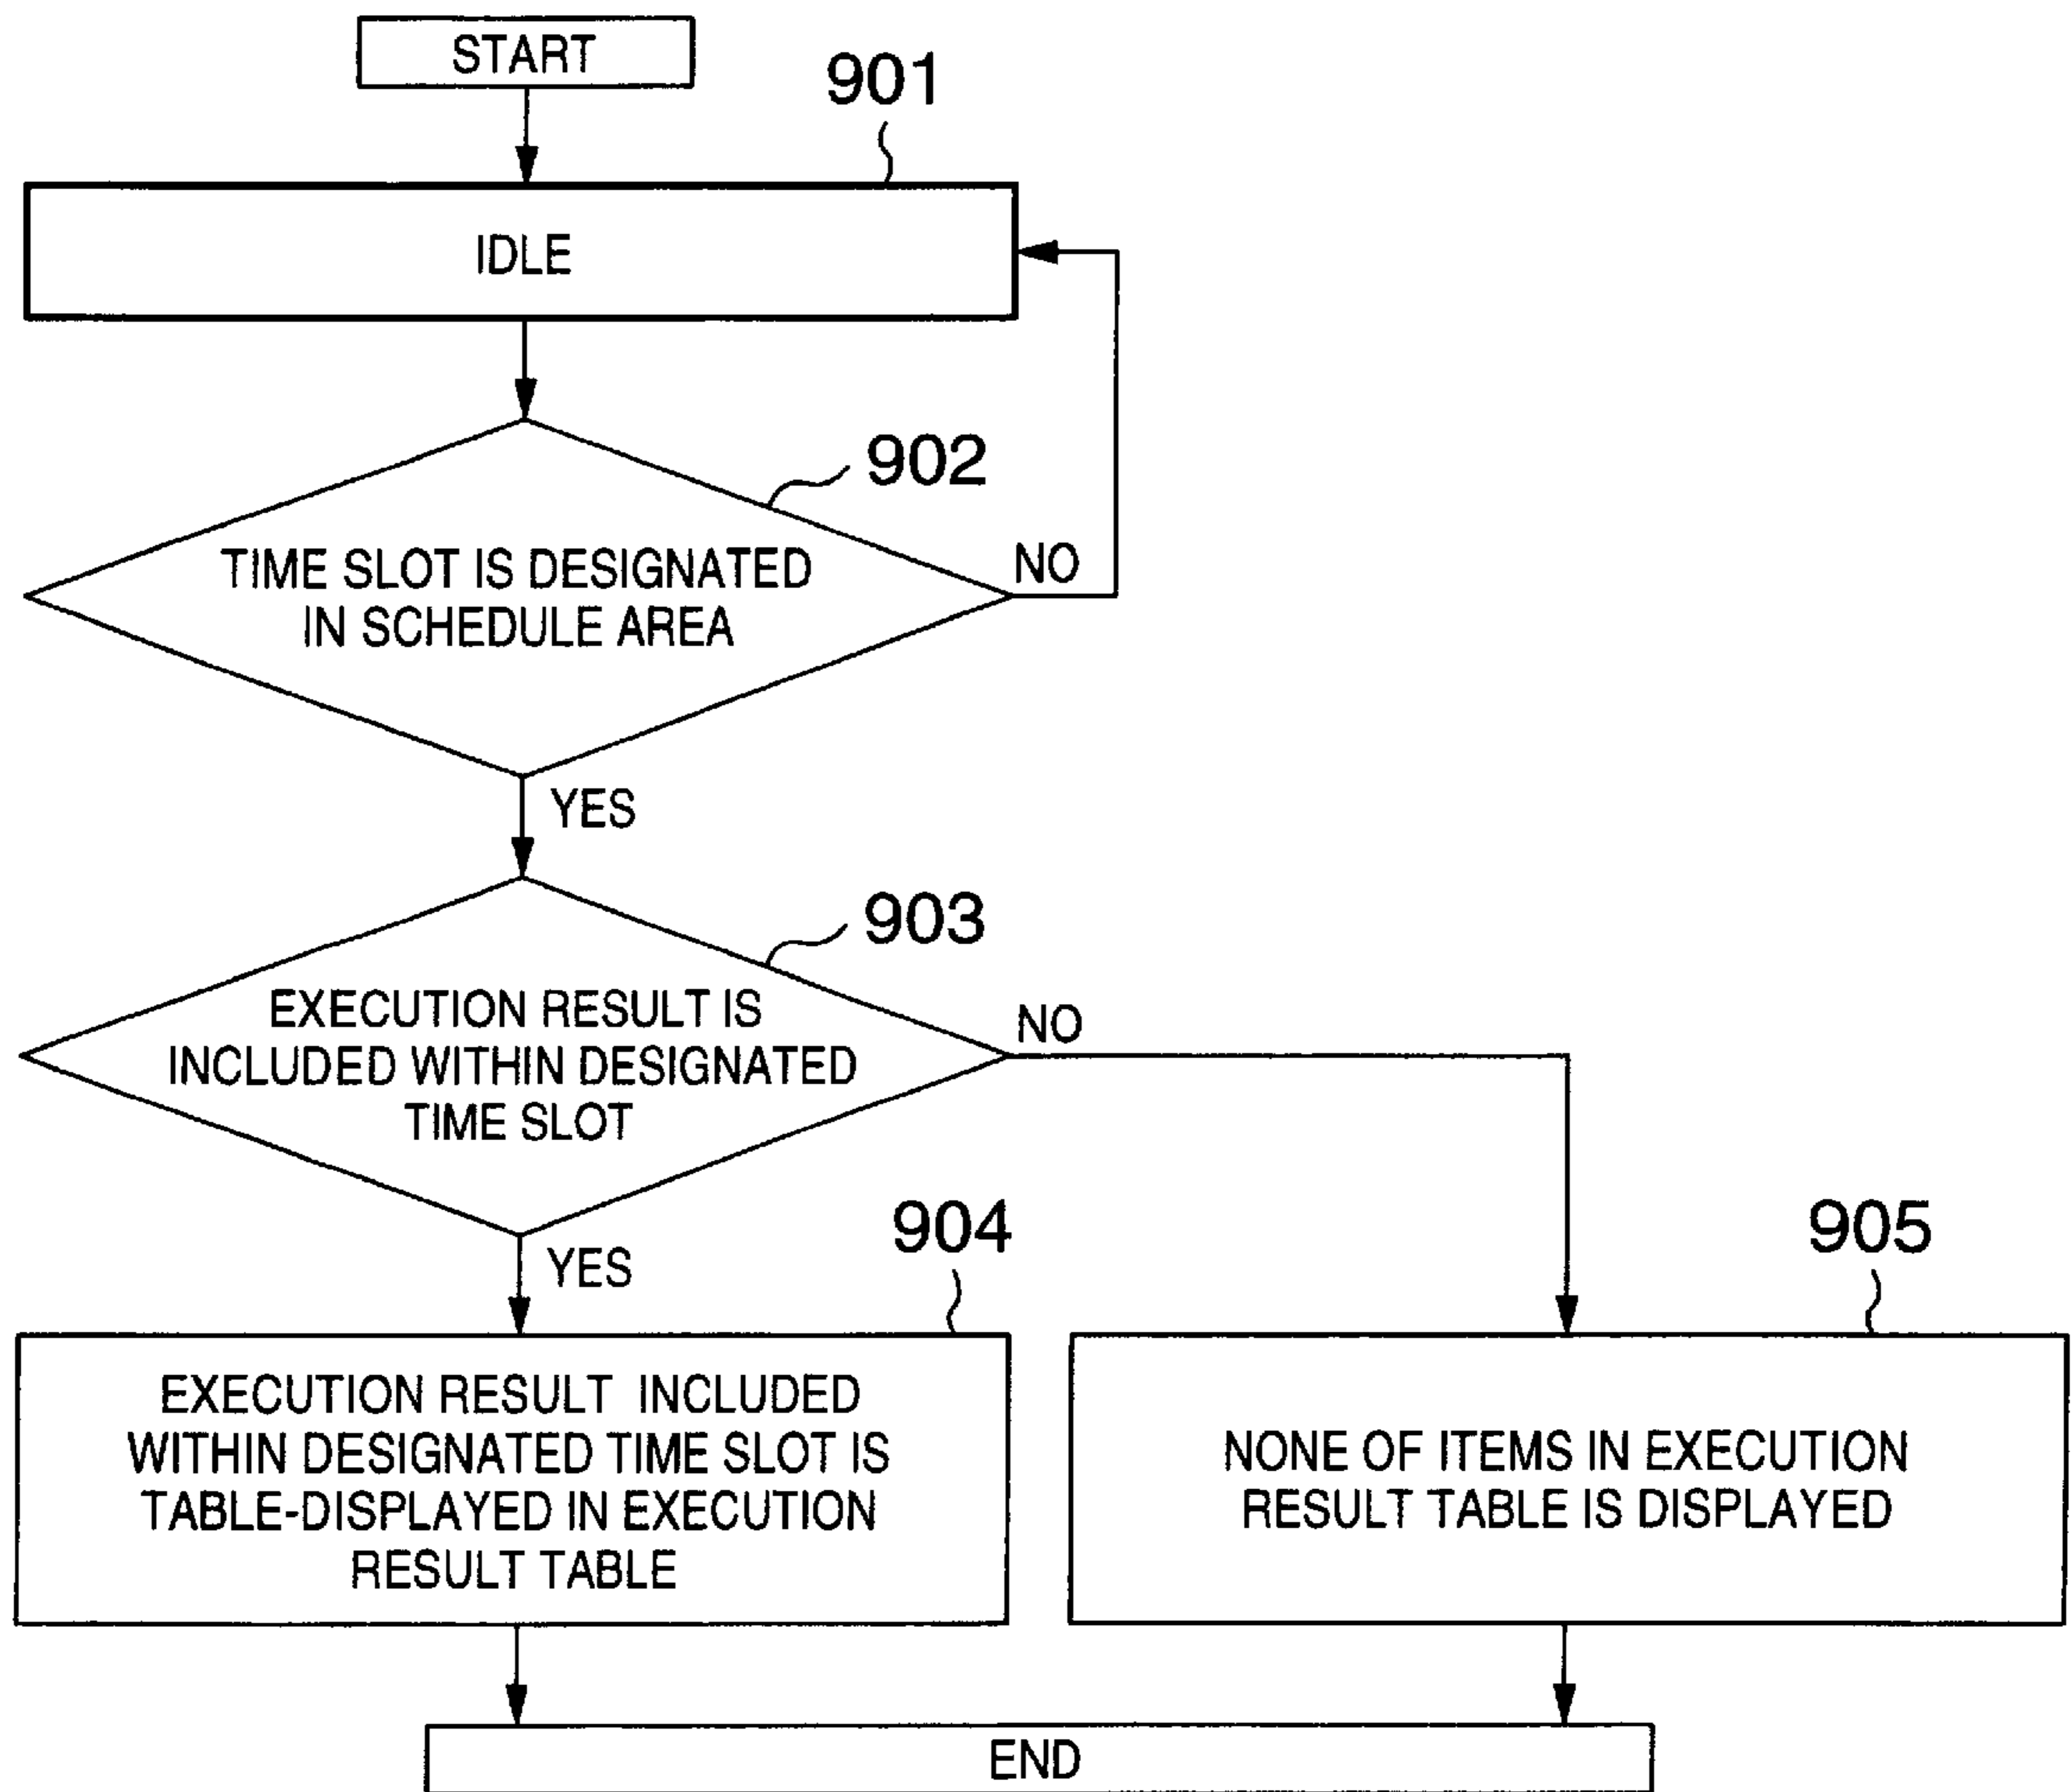 START
901
IDLE
902
TIME SLOT IS DESIGNATED
IN SCHEDULE AREA
NO
YES
903
EXECUTION RESULT IS
INCLUDED WITHIN DESIGNATED
TIME SLOT
NO
YES
904
EXECUTION RESULT INCLUDED
WITHIN DESIGNATED TIME SLOT IS
TABLE-DISPLAYED IN EXECUTION
RESULT TABLE
905
NONE OF ITEMS IN EXECUTION
RESULT TABLE IS DISPLAYED
END